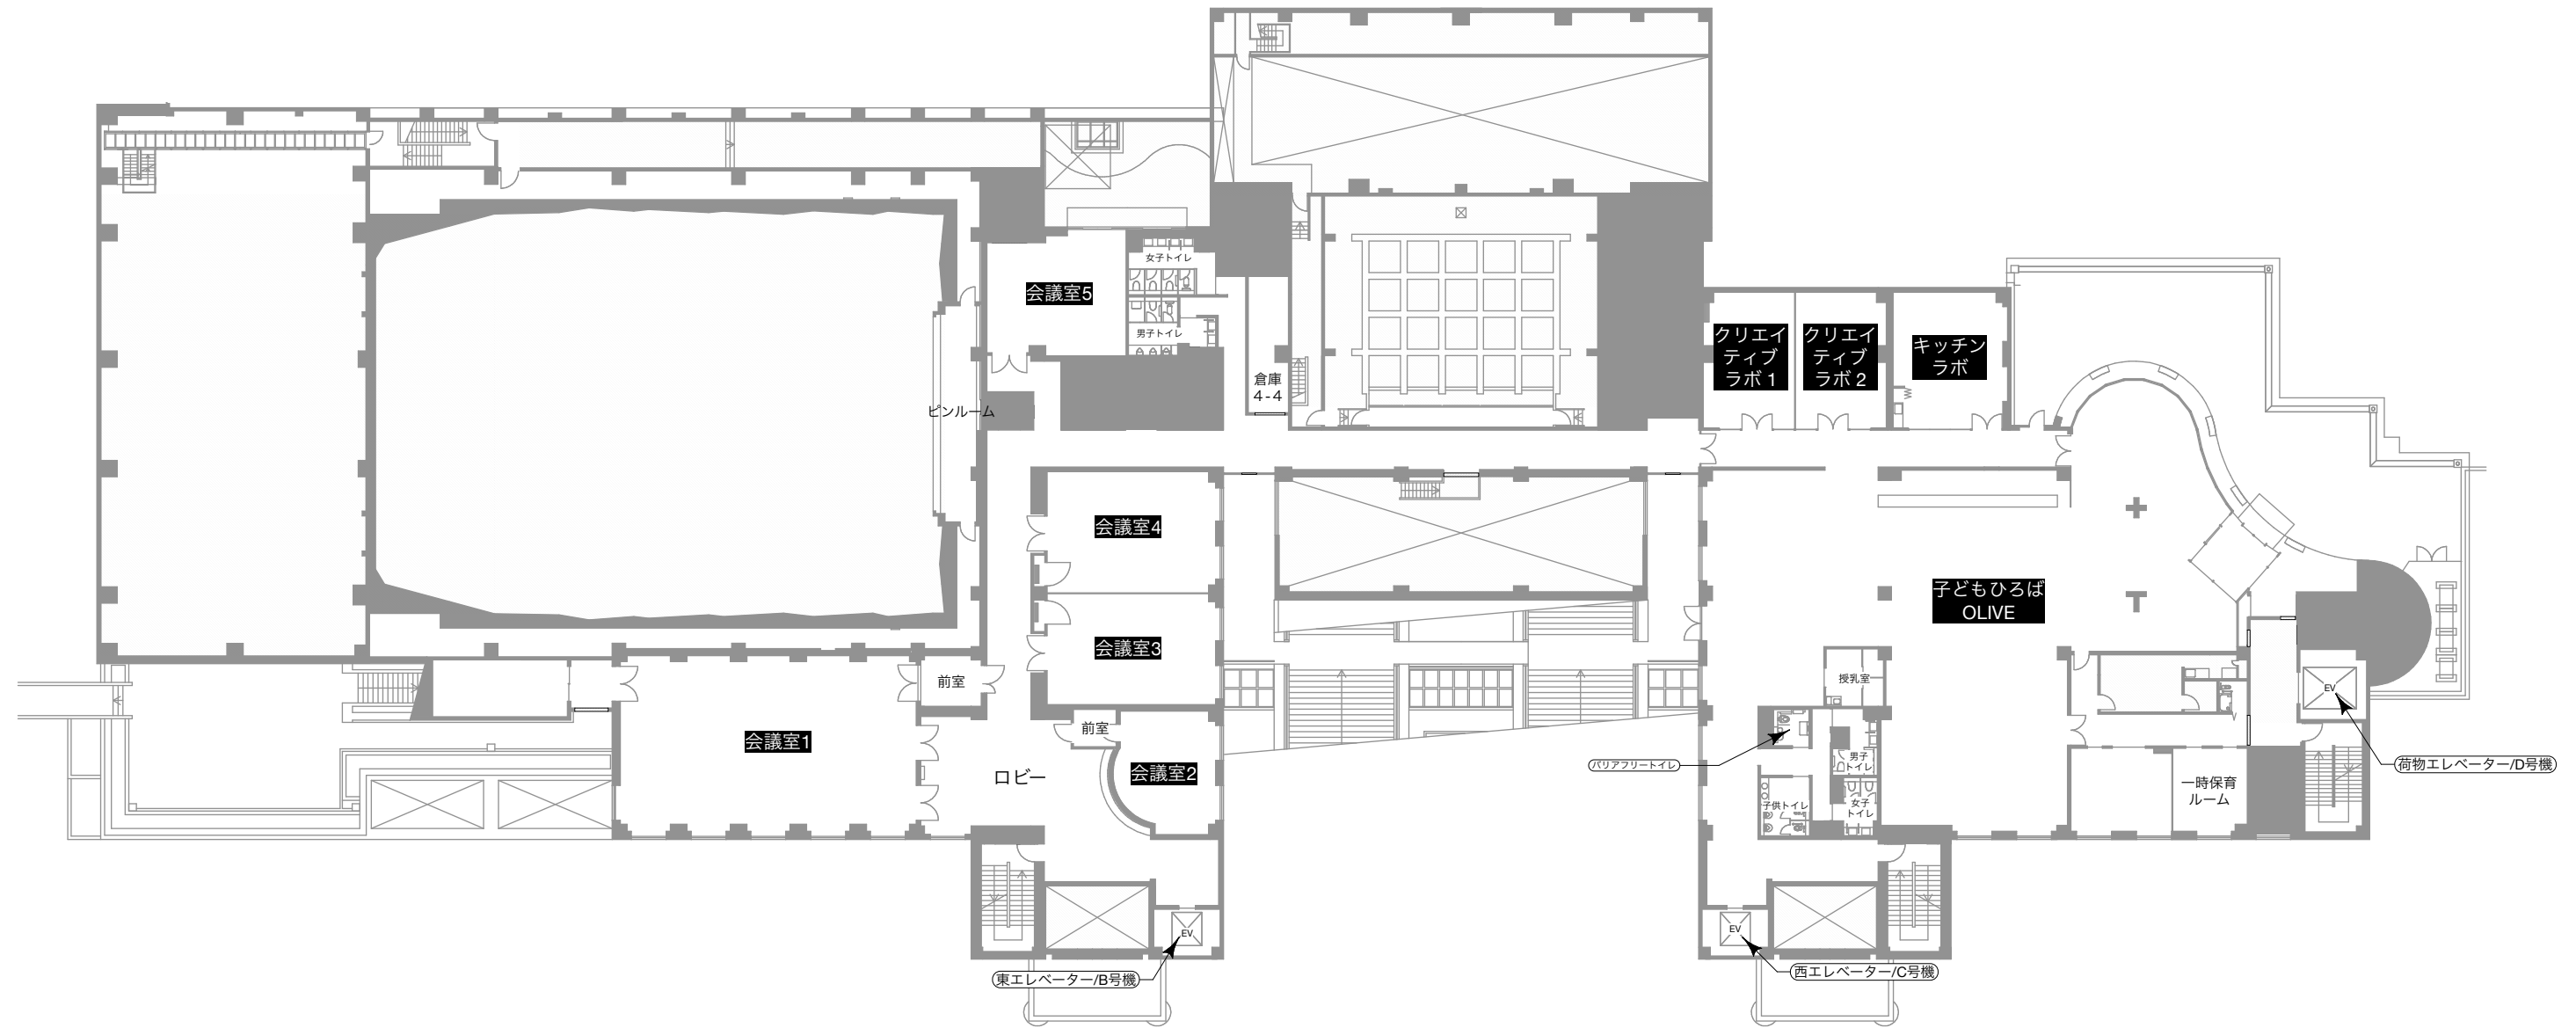 女子トイレ
会議室5
男子トイレ
倉庫
4-4
ピンルーム
クリエイ
ティブ
ラボ 1
クリエイ
ティブ
ラボ 2
キッチン
ラボ
会議室4
会議室3
子どもひろば
OLIVE
前室
授乳室
前室
会議室1
ロビー
会議室2
バリアフリートイレ
男子
トイレ
子供トイレ
女子
トイレ
一時保育
ルーム
EV
荷物エレベーター/D号機
EV
東エレベーター/B号機
EV
西エレベーター/C号機